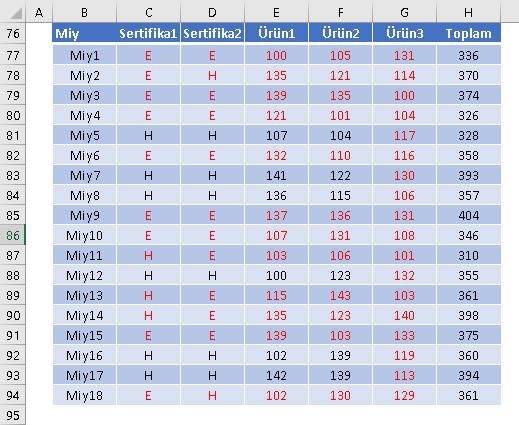 A B C D E F G H
76 Miy Sertifika1 Sertifika2 Ürün1 Ürün2 Ürün3 Toplam
77 Miy1 E E 100 105 131 336
78 Miy2 E H 135 121 114 370
79 Miy3 E E 139 135 100 374
80 Miy4 E E 121 101 104 326
81 Miy5 H H 107 104 117 328
82 Miy6 E E 132 110 116 358
83 Miy7 H H 141 122 130 393
84 Miy8 H H 136 115 106 357
85 Miy9 E E 137 136 131 404
86 Miy10 E E 107 131 108 346
87 Miy11 H E 103 106 101 310
88 Miy12 H H 100 123 132 355
89 Miy13 H E 115 143 103 361
90 Miy14 H E 135 123 140 398
91 Miy15 E E 139 103 133 375
92 Miy16 H H 102 139 119 360
93 Miy17 H H 142 139 113 394
94 Miy18 E H 102 130 129 361
95